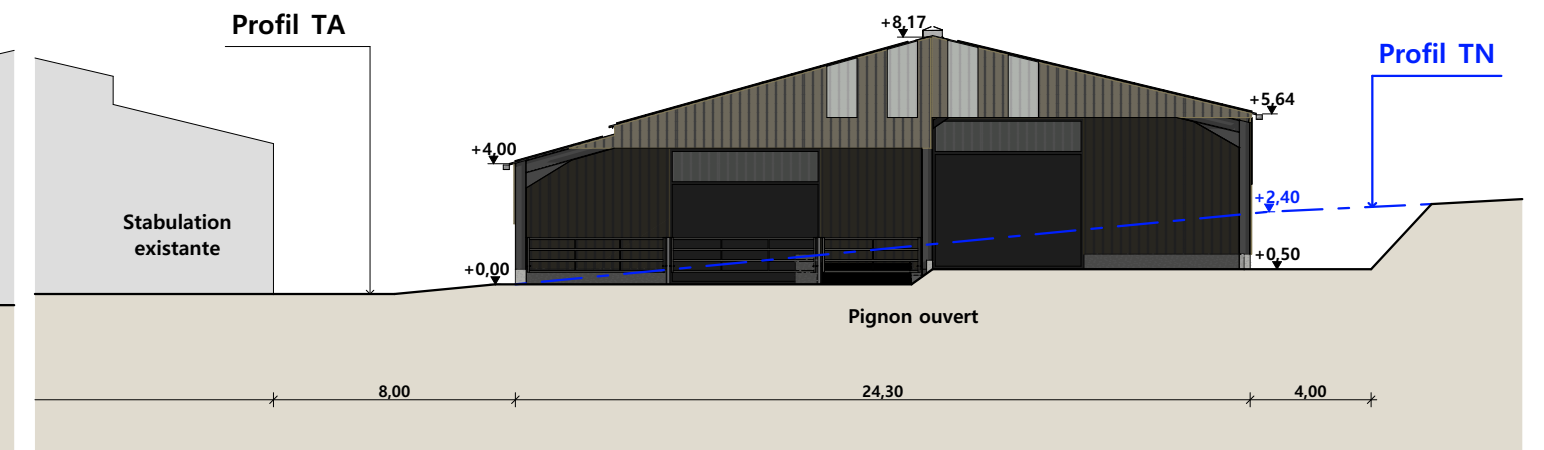 Profil TA
+8,17
Profil TN
+5,64
+4,00
+2,40
Stabulation
existante
+0,00
+0,50
Pignon ouvert
8,00
24,30
4,00